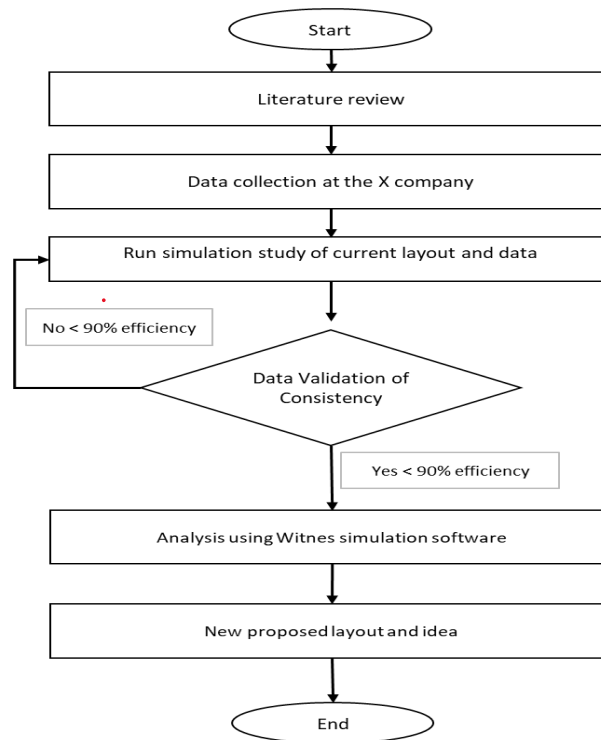 Start
Literature review
Data collection at the X company
Run simulation study of current layout and data
No < 90% efficiency
Data Validation of
Consistency
Yes < 90% efficiency
Analysis using Witnes simulation software
New proposed layout and idea
End